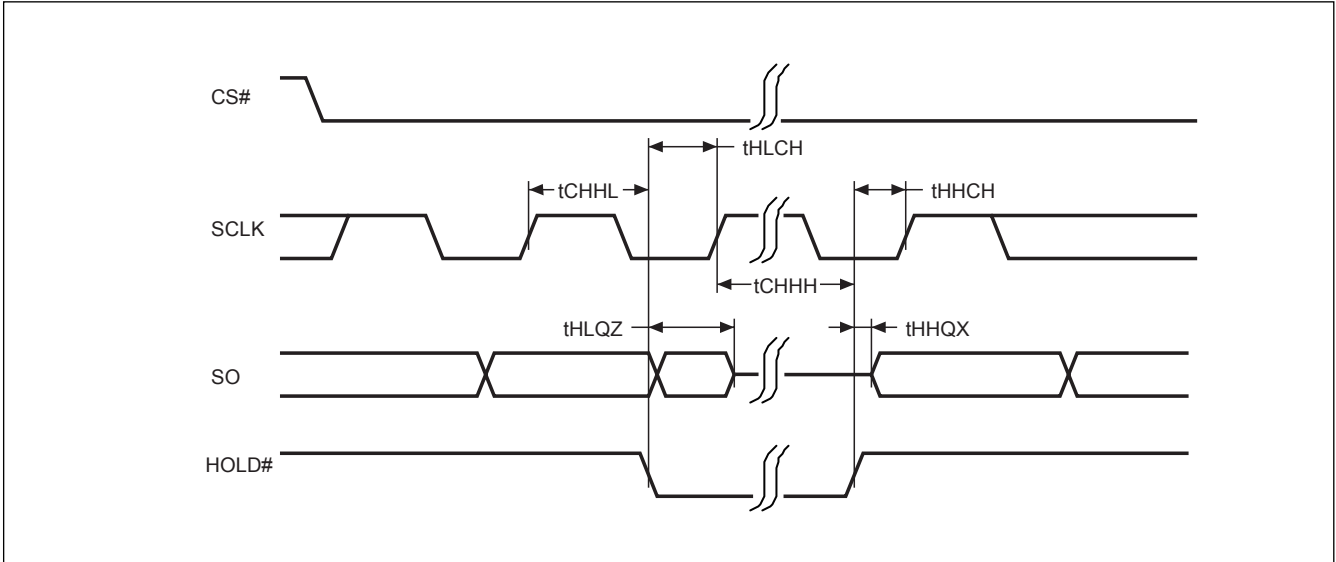 CS#
tHLCH
tCHHL
tHHCH
SCLK
tCHHH
tHLQZ
tHHQX
SO
HOLD#